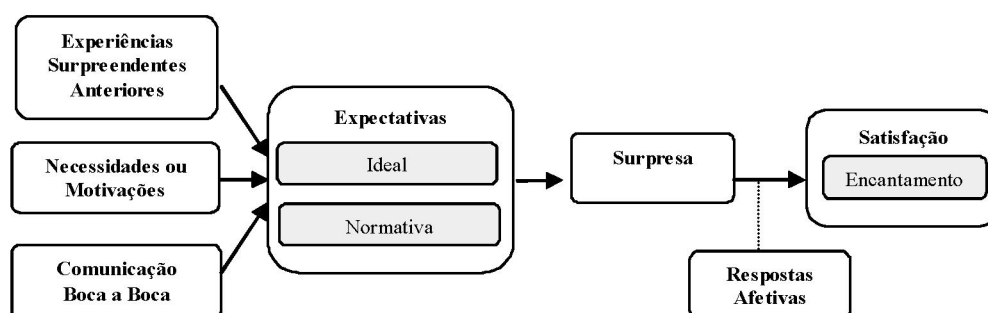 Experiências
Surpreendentes
Anteriores
Necessidades ou
Motivações
Comunicação
Boca a Boca
Expectativas
Ideal
Normativa
Surpresa
Satisfação
Encantamento
Respostas
Afetivas